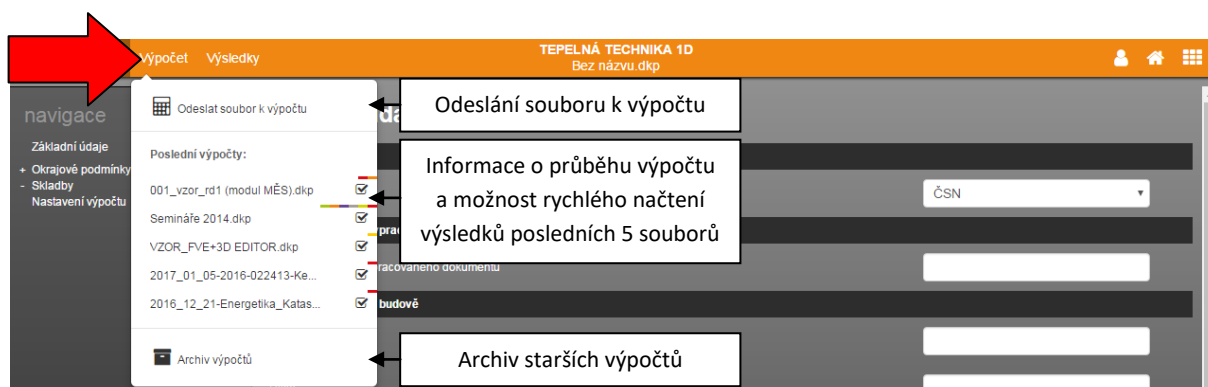 Výpočet Výsledky
TEPELNÁ TECHNIKA 1D
Bez názvu.dkp
navigace
Základní údaje
+ Okrajové podmínky
- Skladby
Nastavení výpočtu
Odeslat soubor k výpočtu
Poslední výpočty:
001_vzor_rd1 (modul MĚS).dkp
Semináře 2014.dkp
VZOR_FVE+3D EDITOR.dkp
2017_01_05-2016-022413-Ke...
2016_12_21-Energetika_Katas...
Archiv výpočtů
Odeslání souboru k výpočtu
Informace o průběhu výpočtu
a možnost rychlého načtení
výsledků posledních 5 souborů
Archiv starších výpočtů
ČSN
racovaného dokumentu
budově